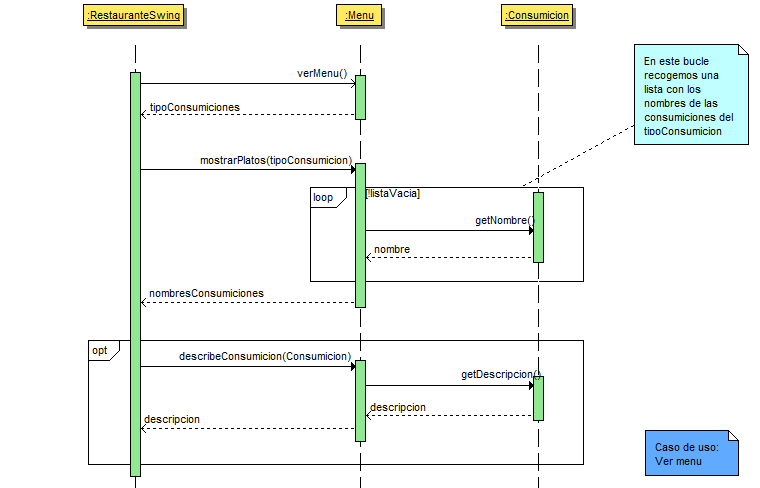 :RestauranteSwing
:Menu
:Consumicion
En este bucle
recogemos una
lista con los
nombres de las
consumiciones del
tipoConsumicion
verMenu()
tipoConsumiciones
mostrarPlatos(tipoConsumicion)
loop
[!listaVacia]
getNombre()
nombre
nombresConsumiciones
opt
describeConsumicion(Consumicion)
getDescripcion()
descripcion
descripcion
Caso de uso:
Ver menu